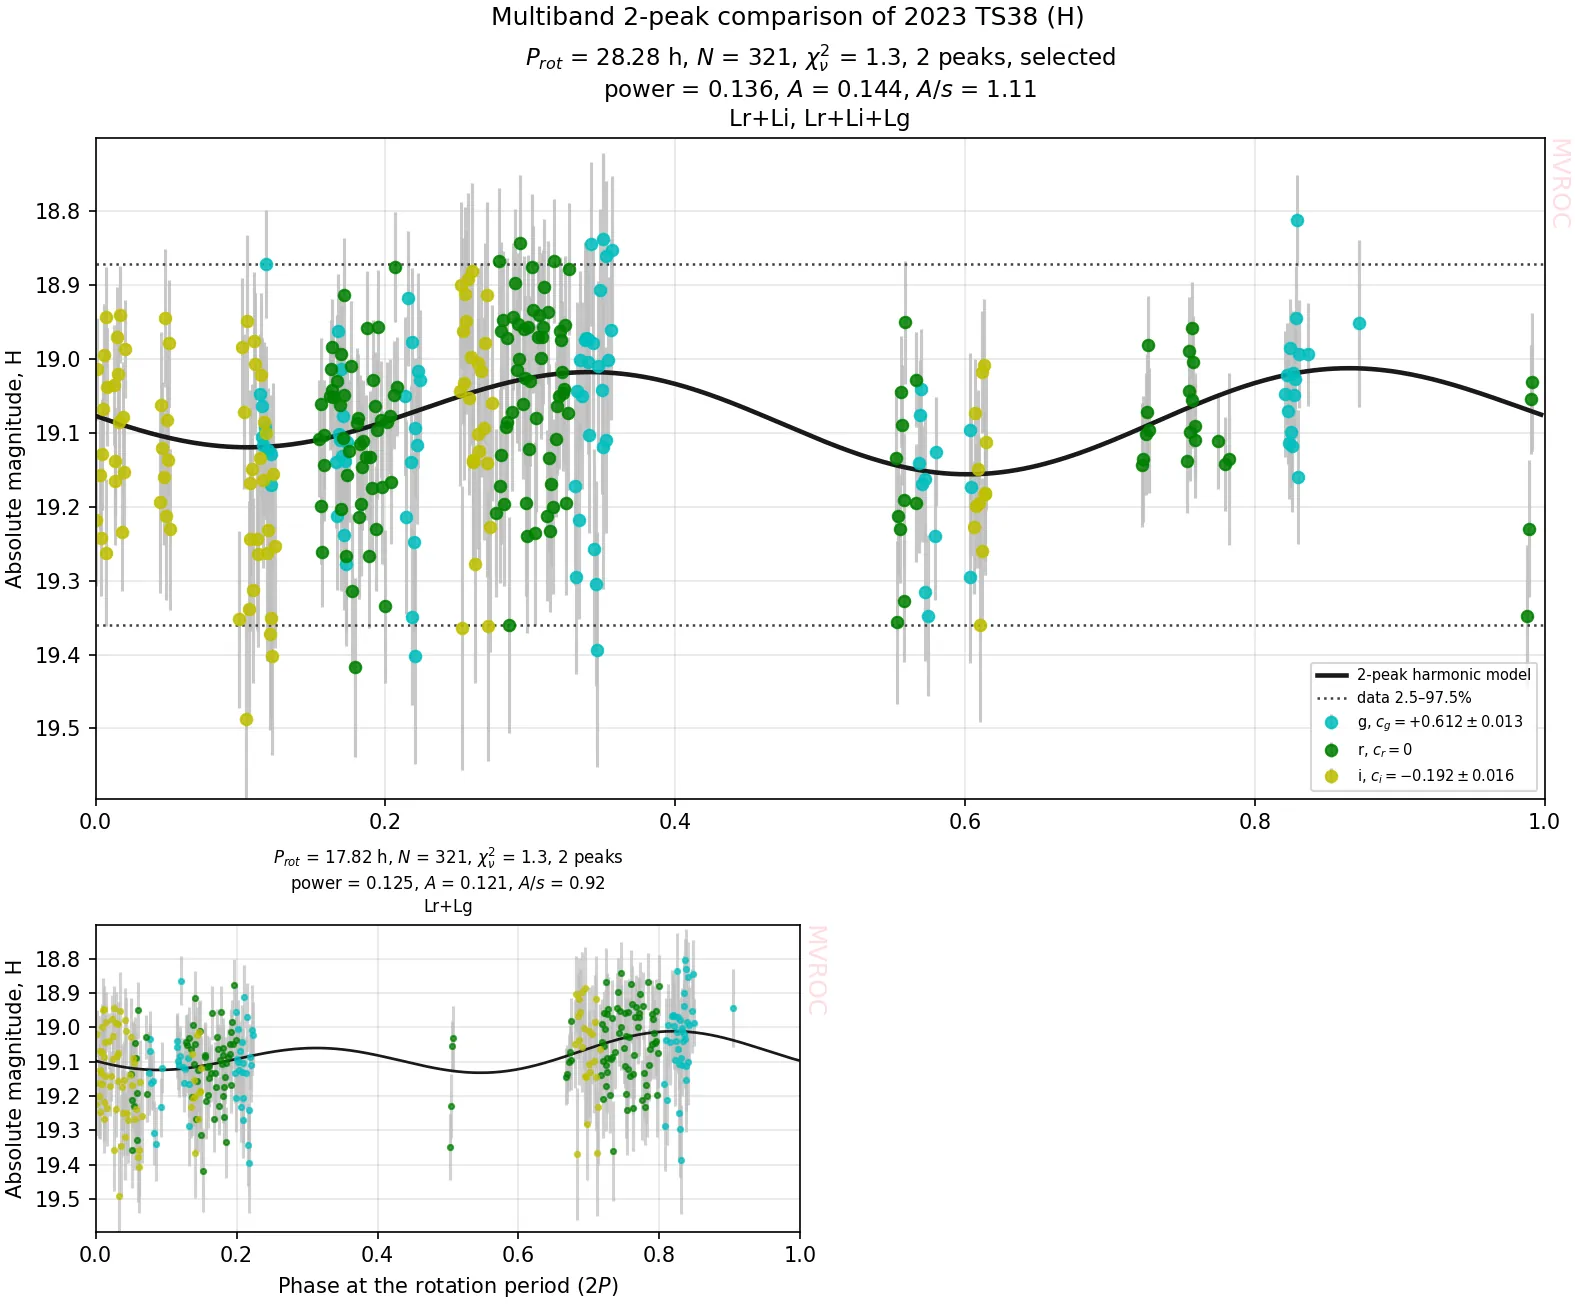 Multiband 2-peak comparison of 2023 TS38 (H)
P_rot = 28.28 h, N = 321, χ²_ν = 1.3, 2 peaks, selected
power = 0.136, A = 0.144, A/s = 1.11
Lr+Li, Lr+Li+Lg
MVROC
Absolute magnitude, H
18.8
18.9
19.0
19.1
19.2
19.3
19.4
19.5
2-peak harmonic model
data 2.5–97.5%
g, c_g = +0.612 ± 0.013
r, c_r = 0
i, c_i = −0.192 ± 0.016
0.0 0.2 0.4 0.6 0.8 1.0
P_rot = 17.82 h, N = 321, χ²_ν = 1.3, 2 peaks
power = 0.125, A = 0.121, A/s = 0.92
Lr+Lg
MVROC
Absolute magnitude, H
18.8
18.9
19.0
19.1
19.2
19.3
19.4
19.5
0.0 0.2 0.4 0.6 0.8 1.0
Phase at the rotation period (2P)